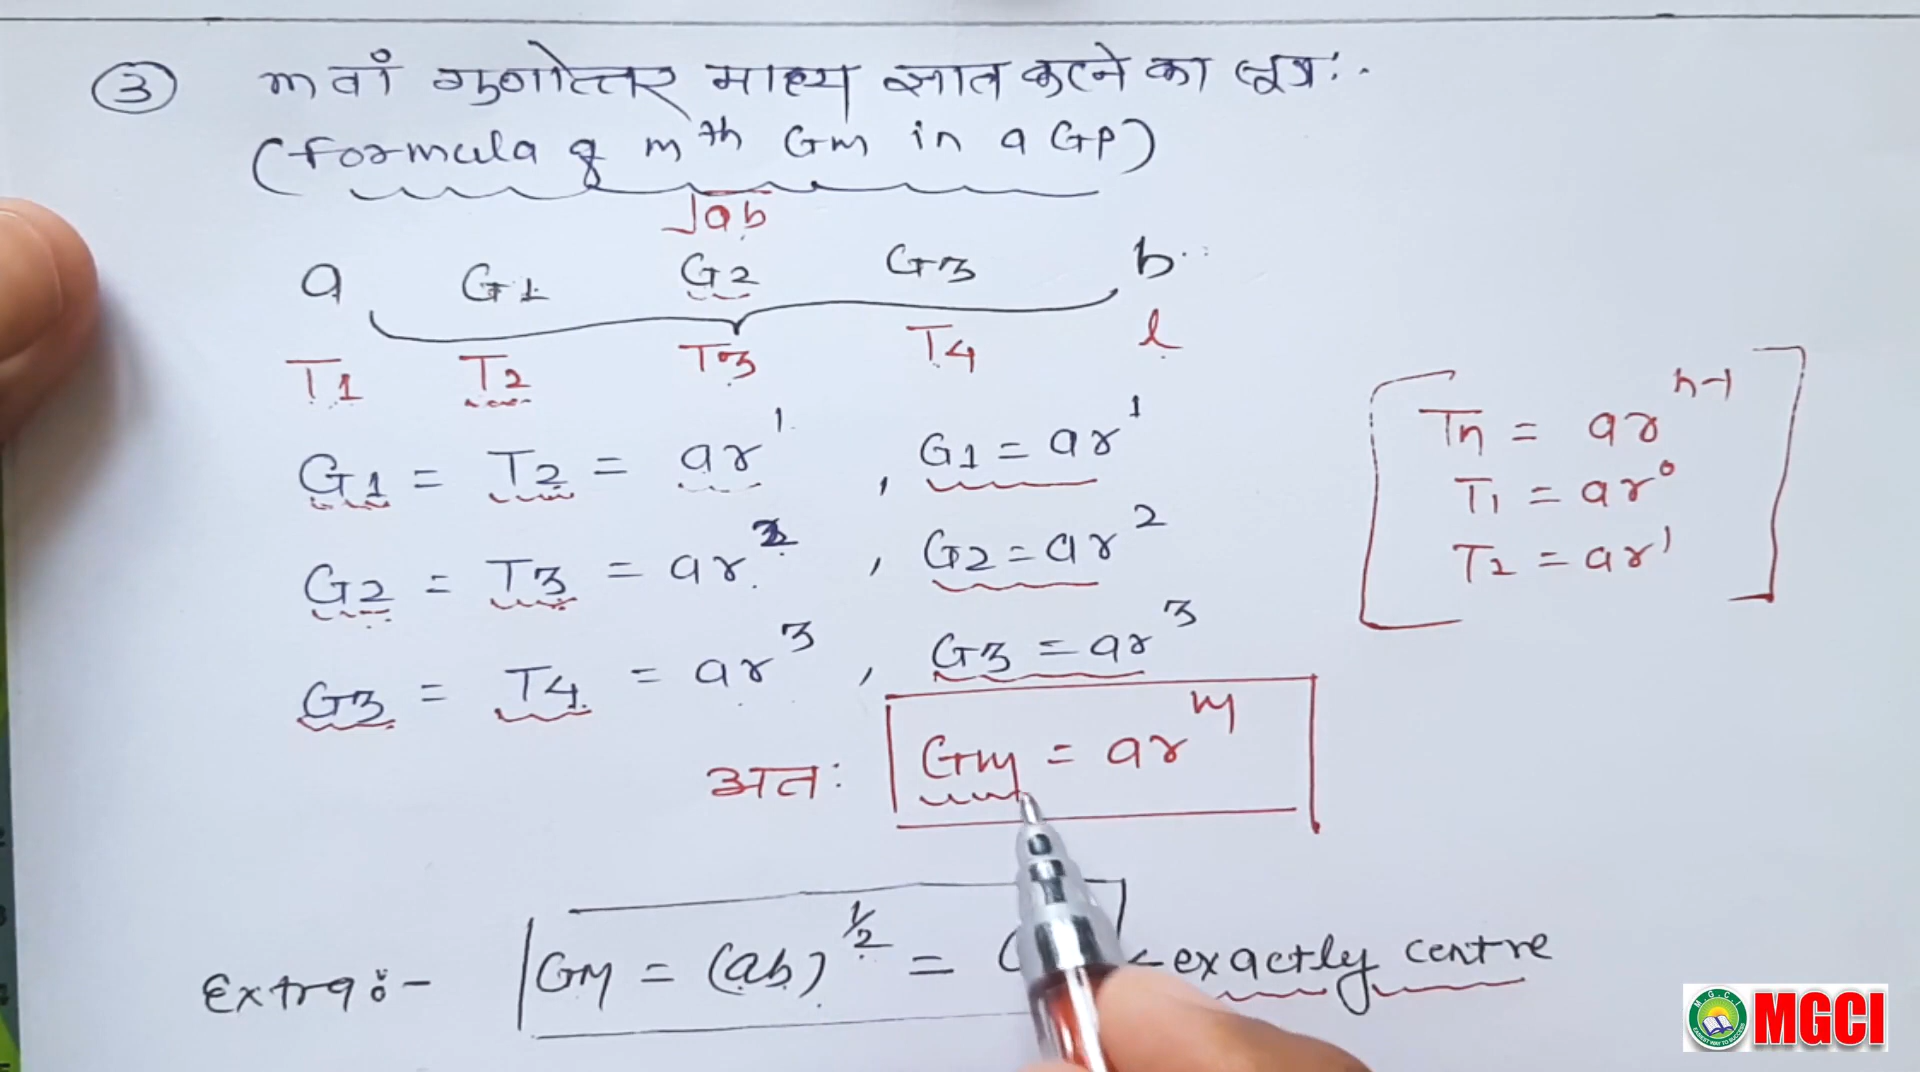 ③ mवां गुणोत्तर माध्य ज्ञात करने का सूत्र:-
(Formula of mth GM in a GP)
√ab
a G1 G2 G3 b
T1 T2 T3 T4 l
G1 = T2 = ar¹ , G1 = ar¹
G2 = T3 = ar² , G2 = ar²
G3 = T4 = ar³ , G3 = ar³
अतः Gm = arᵐ
Extra:- GM = (ab)^½ = exactly centre
Tn = arⁿ⁻¹
T1 = ar⁰
T2 = ar¹
MGCI